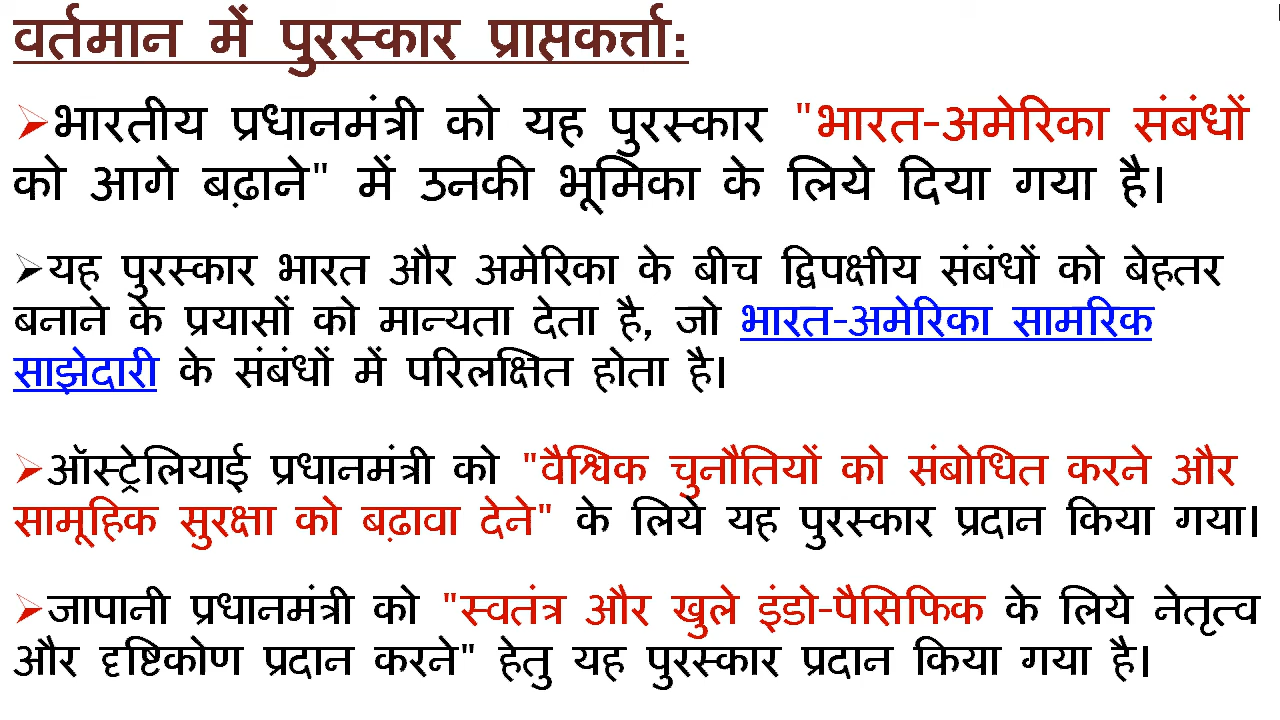 वर्तमान में पुरस्कार प्राप्तकर्त्ता:
➢भारतीय प्रधानमंत्री को यह पुरस्कार "भारत-अमेरिका संबंधों
को आगे बढ़ाने" में उनकी भूमिका के लिये दिया गया है।
➢यह पुरस्कार भारत और अमेरिका के बीच द्विपक्षीय संबंधों को बेहतर
बनाने के प्रयासों को मान्यता देता है, जो भारत-अमेरिका सामरिक
साझेदारी के संबंधों में परिलक्षित होता है।
➢ऑस्ट्रेलियाई प्रधानमंत्री को "वैश्विक चुनौतियों को संबोधित करने और
सामूहिक सुरक्षा को बढ़ावा देने" के लिये यह पुरस्कार प्रदान किया गया।
➢जापानी प्रधानमंत्री को "स्वतंत्र और खुले इंडो-पैसिफिक के लिये नेतृत्व
और दृष्टिकोण प्रदान करने" हेतु यह पुरस्कार प्रदान किया गया है।